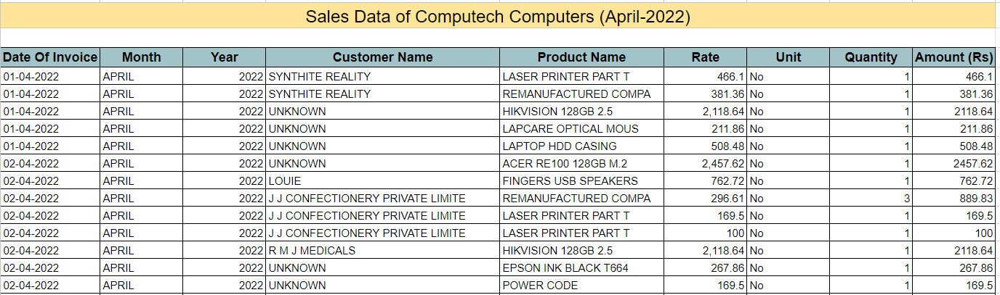 Sales Data of Computech Computers (April-2022)
Date Of Invoice Month Year Customer Name Product Name Rate Unit Quantity Amount (Rs)
01-04-2022 APRIL 2022 SYNTHITE REALITY LASER PRINTER PART T 466.1 No 1 466.1
01-04-2022 APRIL 2022 SYNTHITE REALITY REMANUFACTURED COMPA 381.36 No 1 381.36
01-04-2022 APRIL 2022 UNKNOWN HIKVISION 128GB 2.5 2,118.64 No 1 2118.64
01-04-2022 APRIL 2022 UNKNOWN LAPCARE OPTICAL MOUS 211.86 No 1 211.86
01-04-2022 APRIL 2022 UNKNOWN LAPTOP HDD CASING 508.48 No 1 508.48
02-04-2022 APRIL 2022 UNKNOWN ACER RE100 128GB M.2 2,457.62 No 1 2457.62
02-04-2022 APRIL 2022 LOUIE FINGERS USB SPEAKERS 762.72 No 1 762.72
02-04-2022 APRIL 2022 J J CONFECTIONERY PRIVATE LIMITE REMANUFACTURED COMPA 296.61 No 3 889.83
02-04-2022 APRIL 2022 J J CONFECTIONERY PRIVATE LIMITE LASER PRINTER PART T 169.5 No 1 169.5
02-04-2022 APRIL 2022 J J CONFECTIONERY PRIVATE LIMITE LASER PRINTER PART T 100 No 1 100
02-04-2022 APRIL 2022 R M J MEDICALS HIKVISION 128GB 2.5 2,118.64 No 1 2118.64
02-04-2022 APRIL 2022 UNKNOWN EPSON INK BLACK T664 267.86 No 1 267.86
02-04-2022 APRIL 2022 UNKNOWN POWER CODE 169.5 No 1 169.5